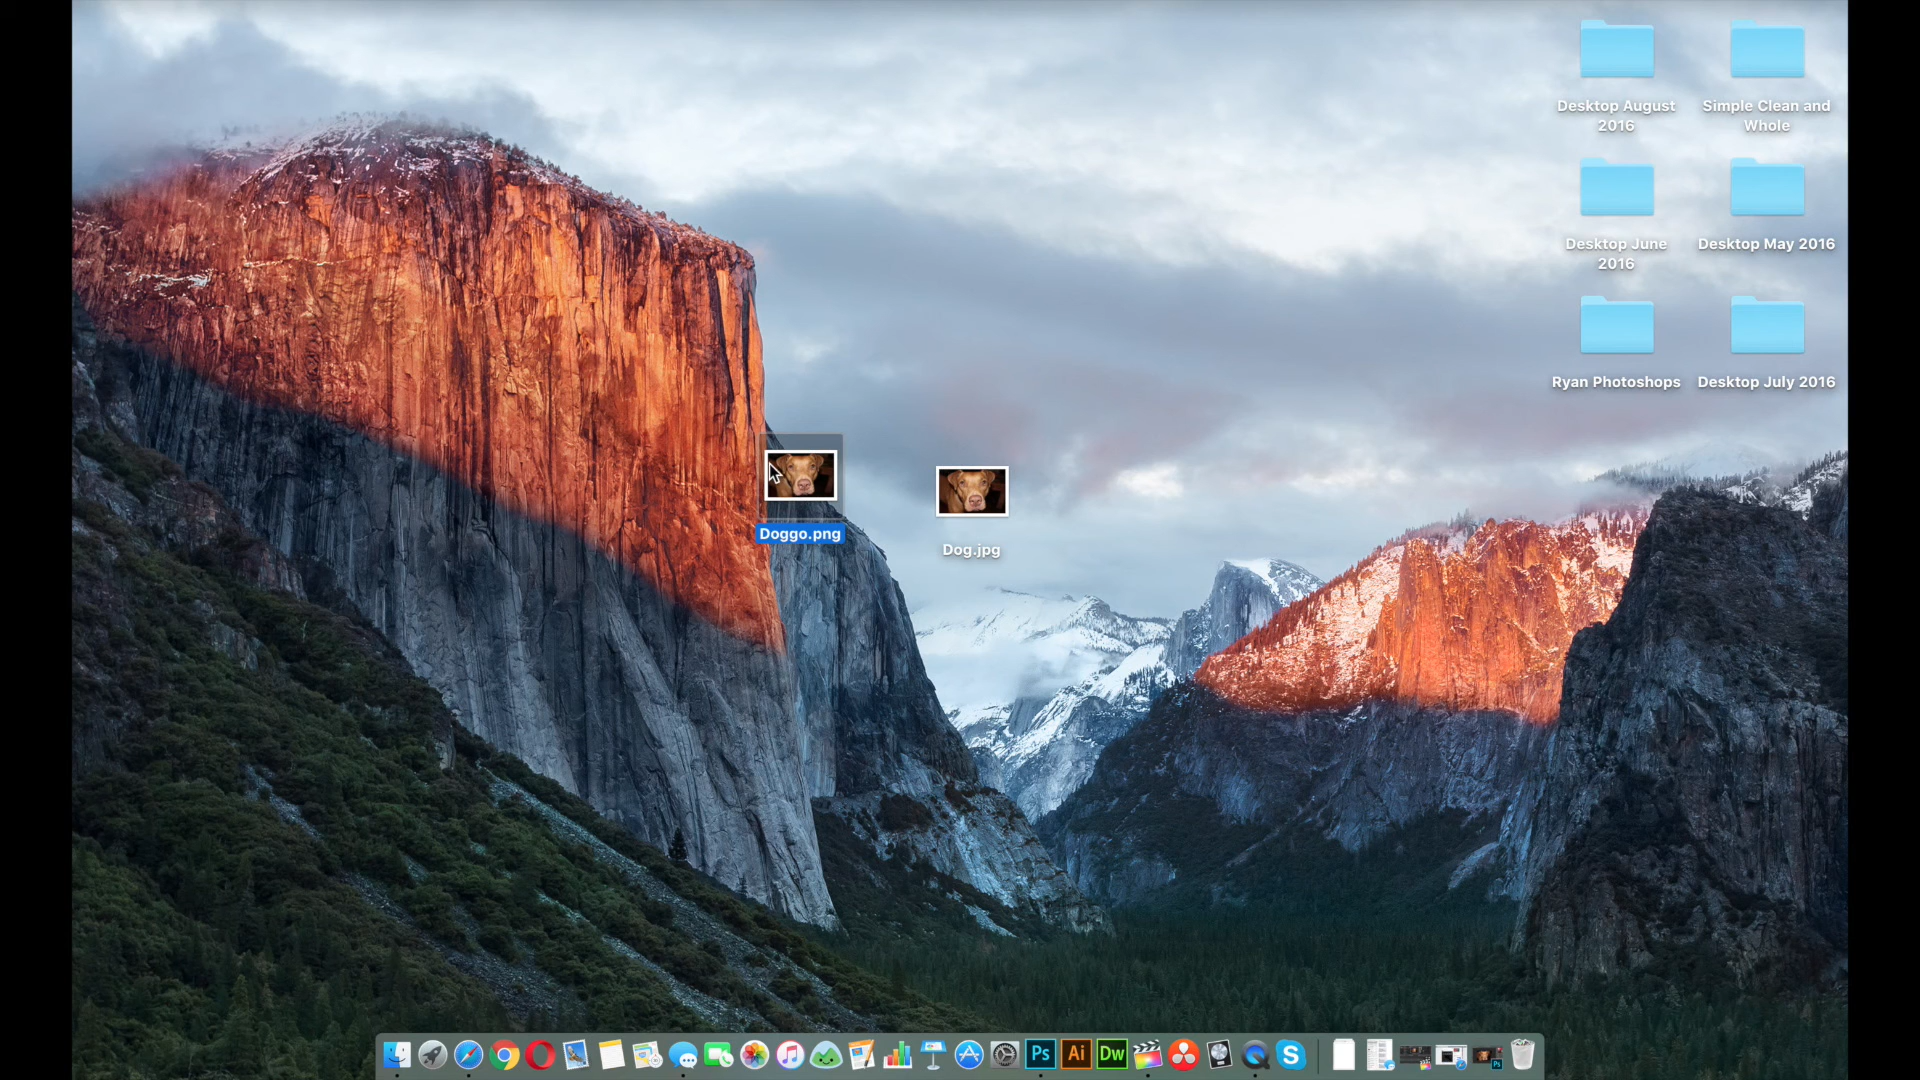 Desktop August
2016
Simple Clean and
Whole
Desktop June
2016
Desktop May 2016
Ryan Photoshops
Desktop July 2016
Doggo.png
Dog.jpg
Ps
Ai
Dw